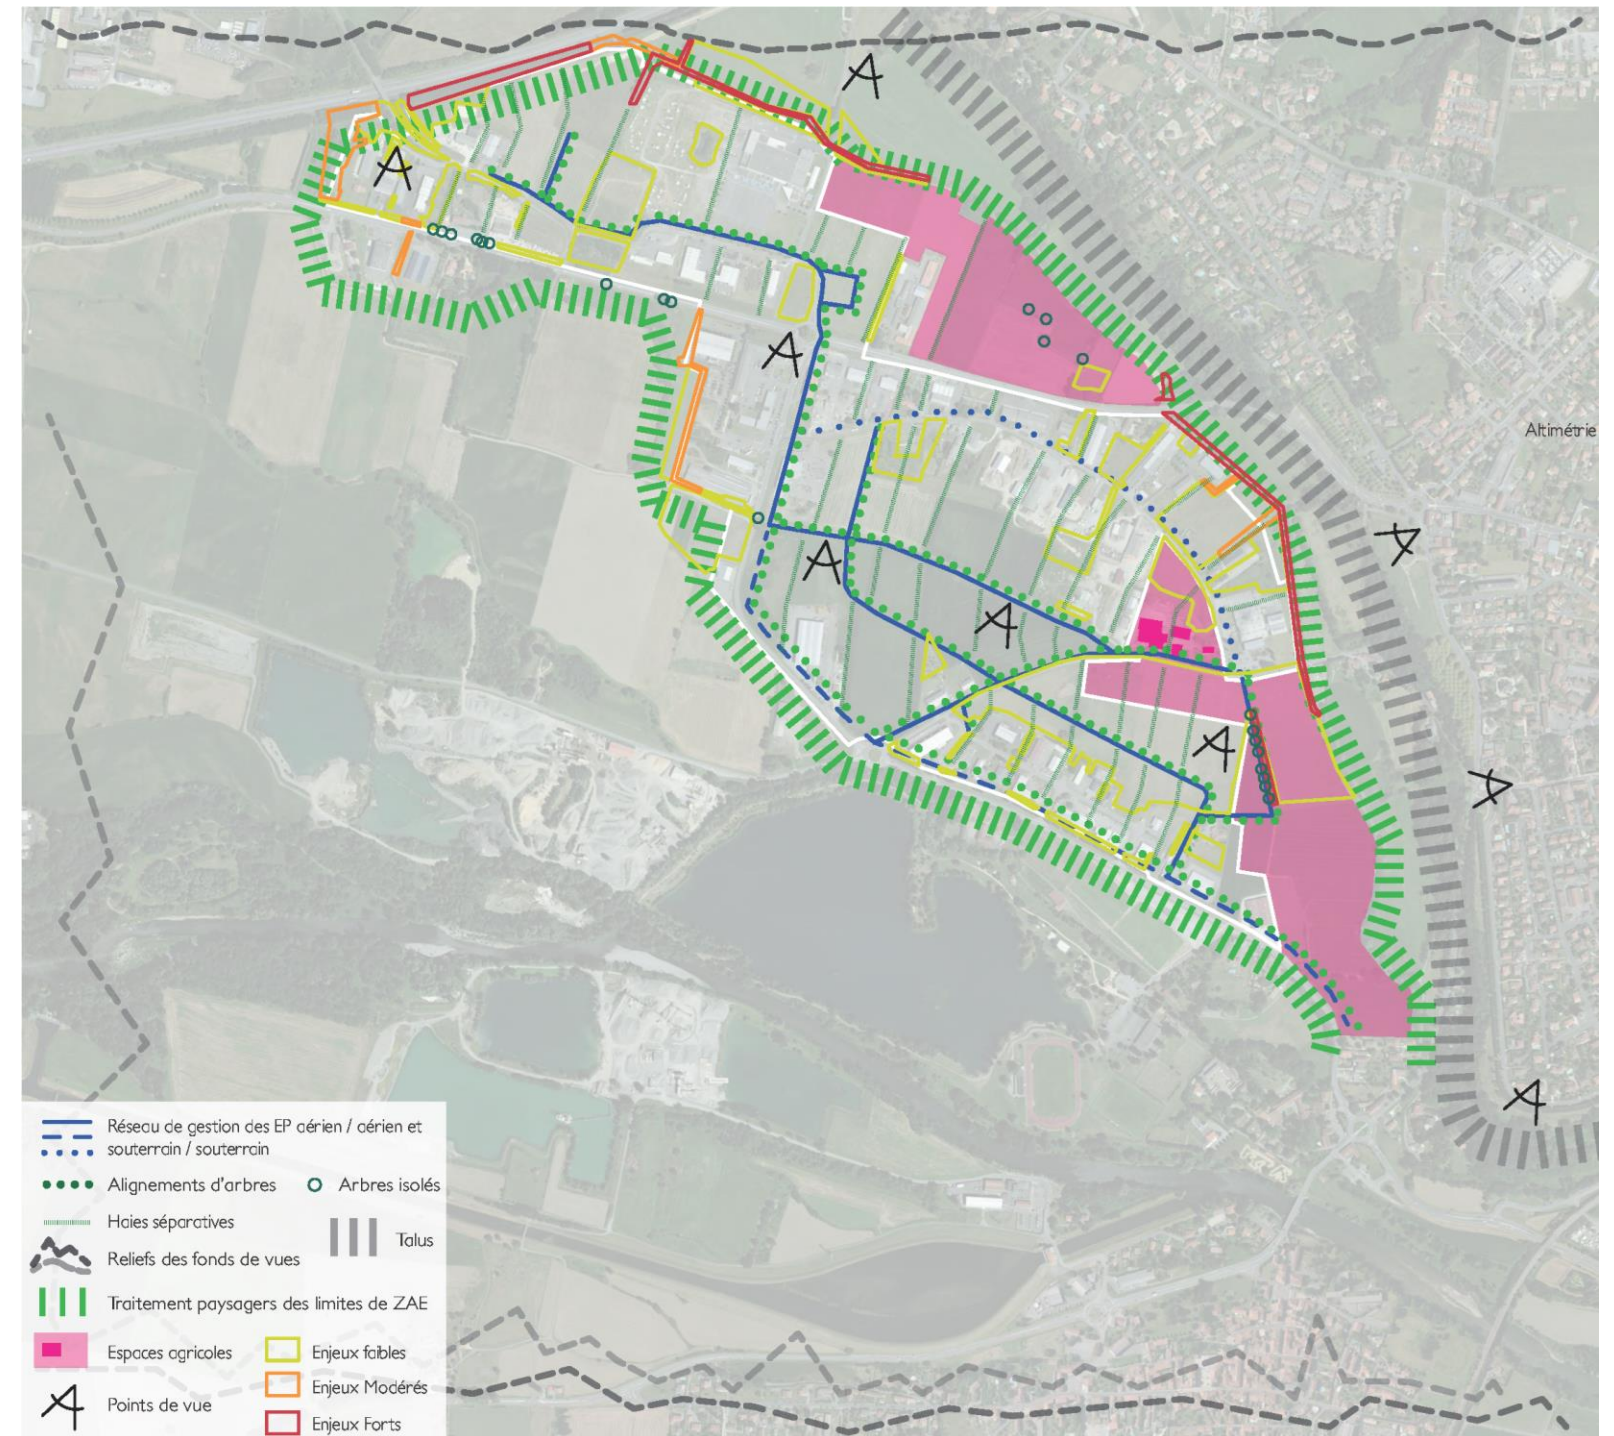 Altimétrie
Réseau de gestion des EP aérien / aérien et
souterrain / souterrain
Alignements d'arbres
Arbres isolés
Haies séparatives
Talus
Reliefs des fonds de vues
Traitement paysagers des limites de ZAE
Espaces agricoles
Enjeux faibles
Enjeux Modérés
Points de vue
Enjeux Forts